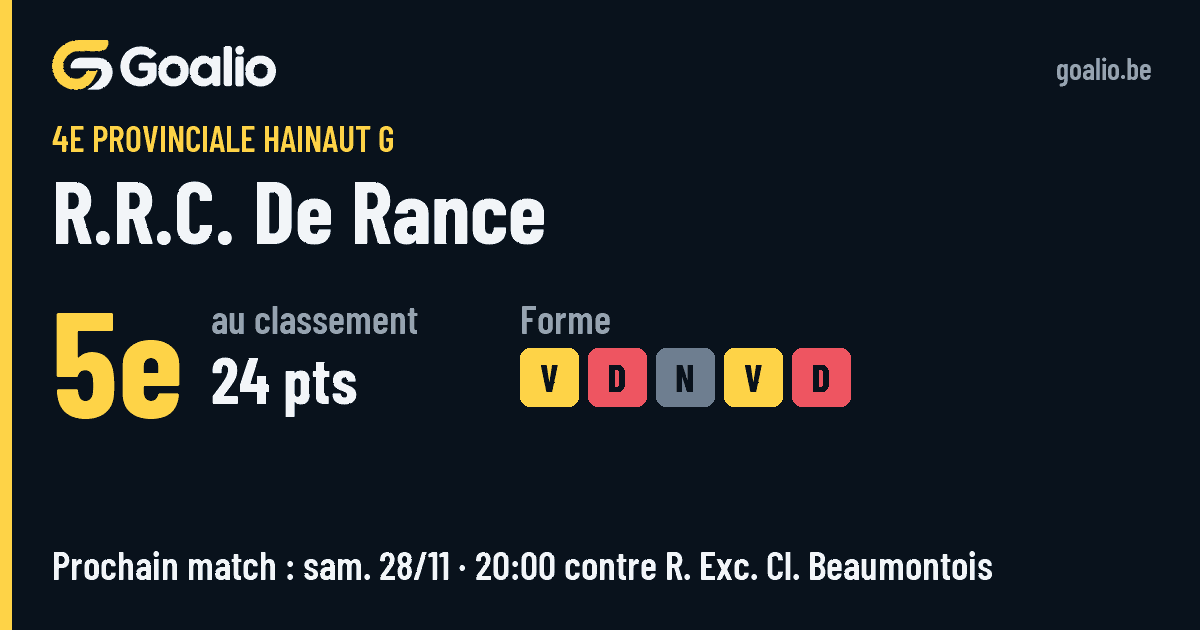 Goalio
goalio.be
4E PROVINCIALE HAINAUT G
R.R.C. De Rance
5e
au classement
24 pts
Forme
V D N V D
Prochain match : sam. 28/11 · 20:00 contre R. Exc. Cl. Beaumontois